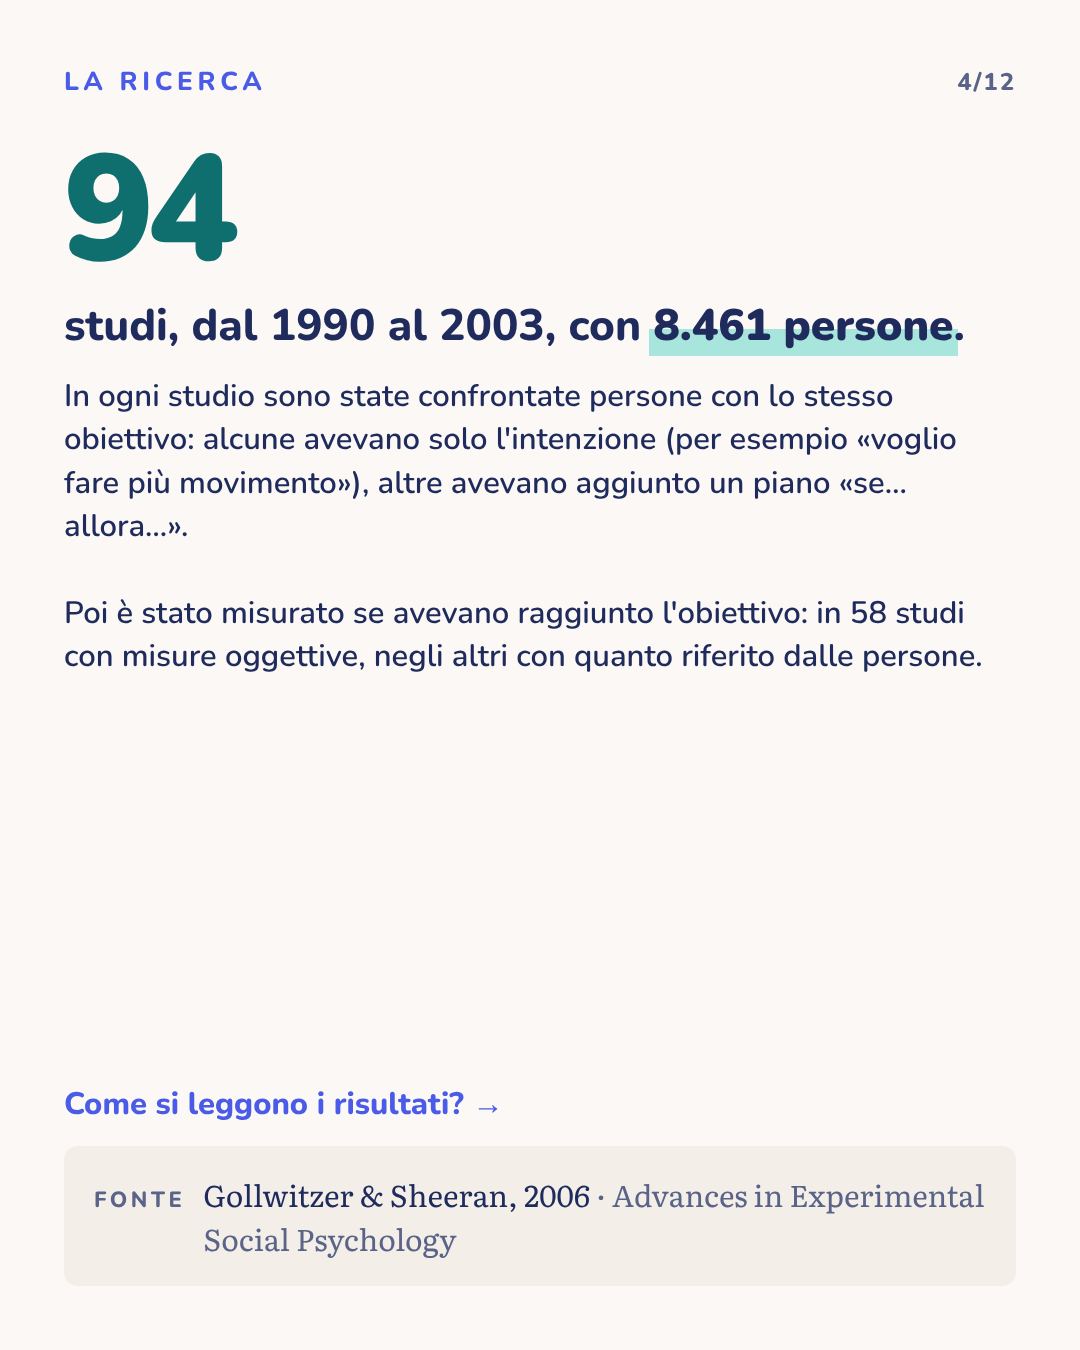 LA RICERCA
4/12
94
studi, dal 1990 al 2003, con 8.461 persone.
In ogni studio sono state confrontate persone con lo stesso
obiettivo: alcune avevano solo l'intenzione (per esempio «voglio
fare più movimento»), altre avevano aggiunto un piano «se...
allora...».
Poi è stato misurato se avevano raggiunto l'obiettivo: in 58 studi
con misure oggettive, negli altri con quanto riferito dalle persone.
Come si leggono i risultati? →
FONTE Gollwitzer & Sheeran, 2006 · Advances in Experimental
Social Psychology